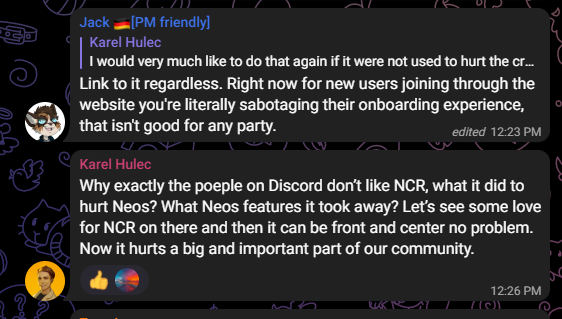 Jack 🇩🇪[PM friendly]
Karel Hulec
I would very much like to do that again if it were not used to hurt the cr...
Link to it regardless. Right now for new users joining through the
website you're literally sabotaging their onboarding experience,
that isn't good for any party.
edited 12:23 PM
Karel Hulec
Why exactly the poeple on Discord don't like NCR, what it did to
hurt Neos? What Neos features it took away? Let's see some love
for NCR on there and then it can be front and center no problem.
Now it hurts a big and important part of our community.
12:26 PM